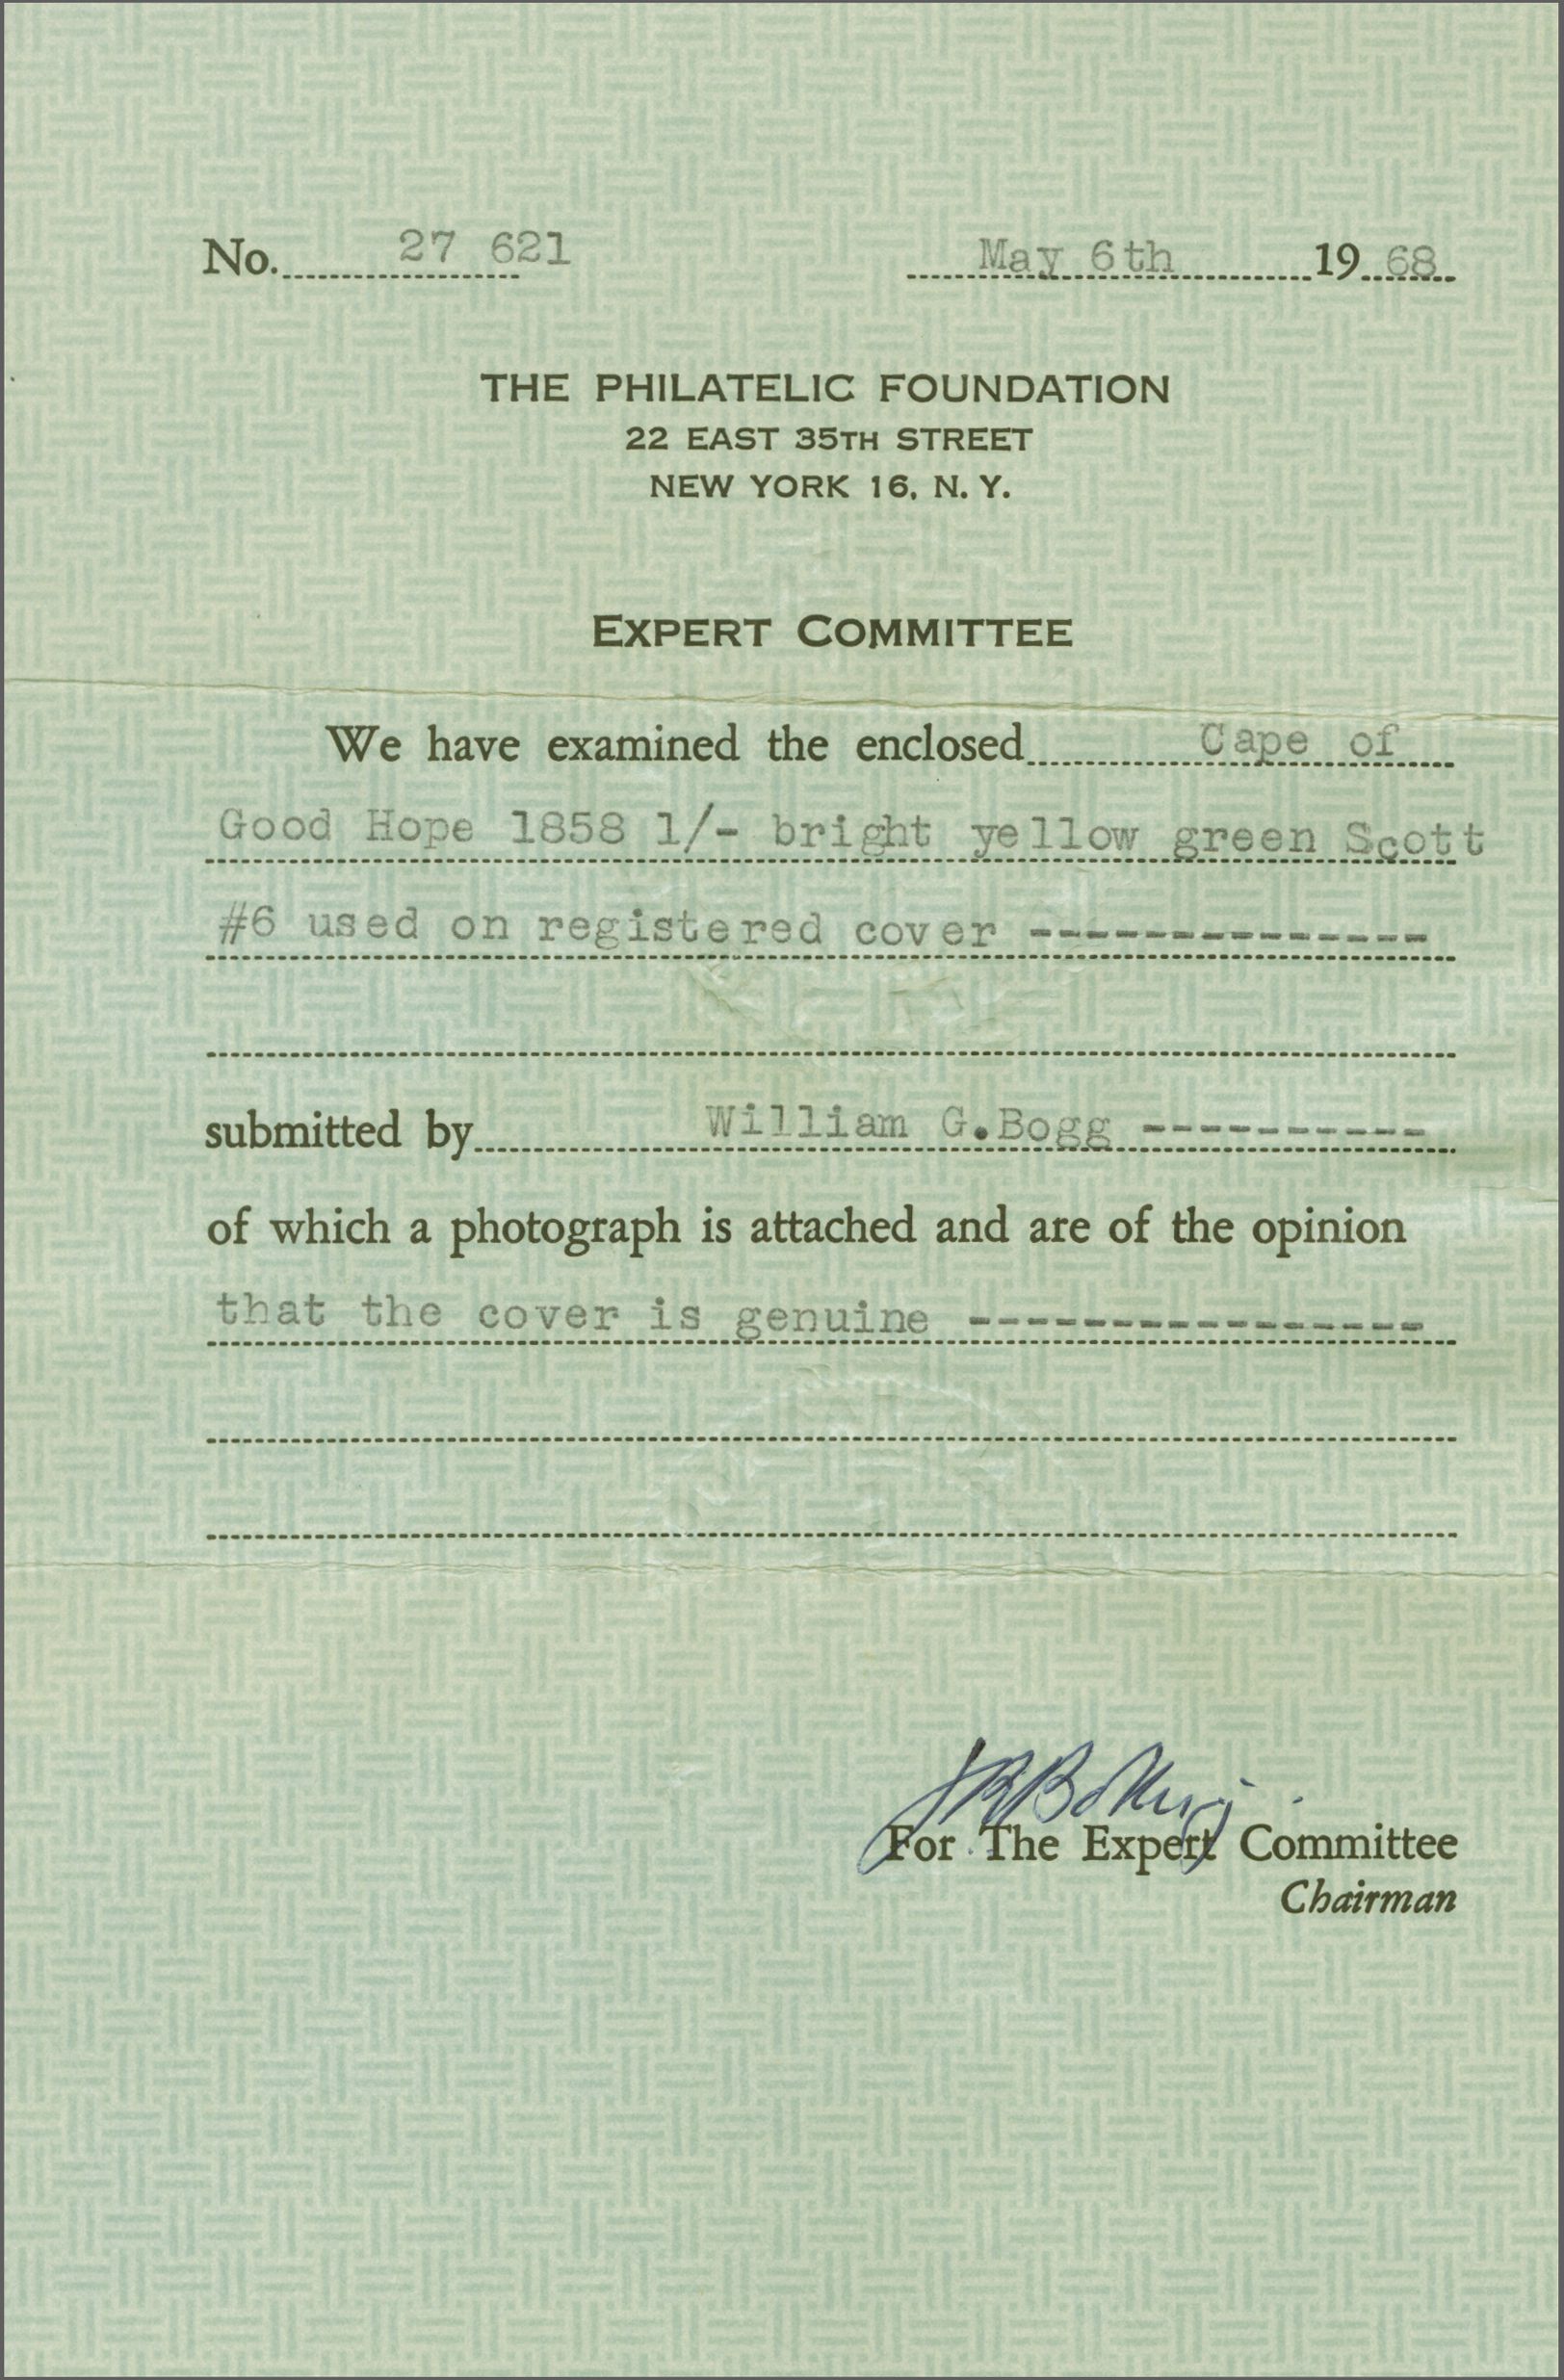 No. 27 621 May 6th 19 68
THE PHILATELIC FOUNDATION
22 EAST 35TH STREET
NEW YORK 16, N. Y.
EXPERT COMMITTEE
We have examined the enclosed Cape of
Good Hope 1858 1/- bright yellow green Scott
#6 used on registered cover ---------------
submitted by William G.Bogg ----------
of which a photograph is attached and are of the opinion
that the cover is genuine ----------------
For The Expert Committee
Chairman